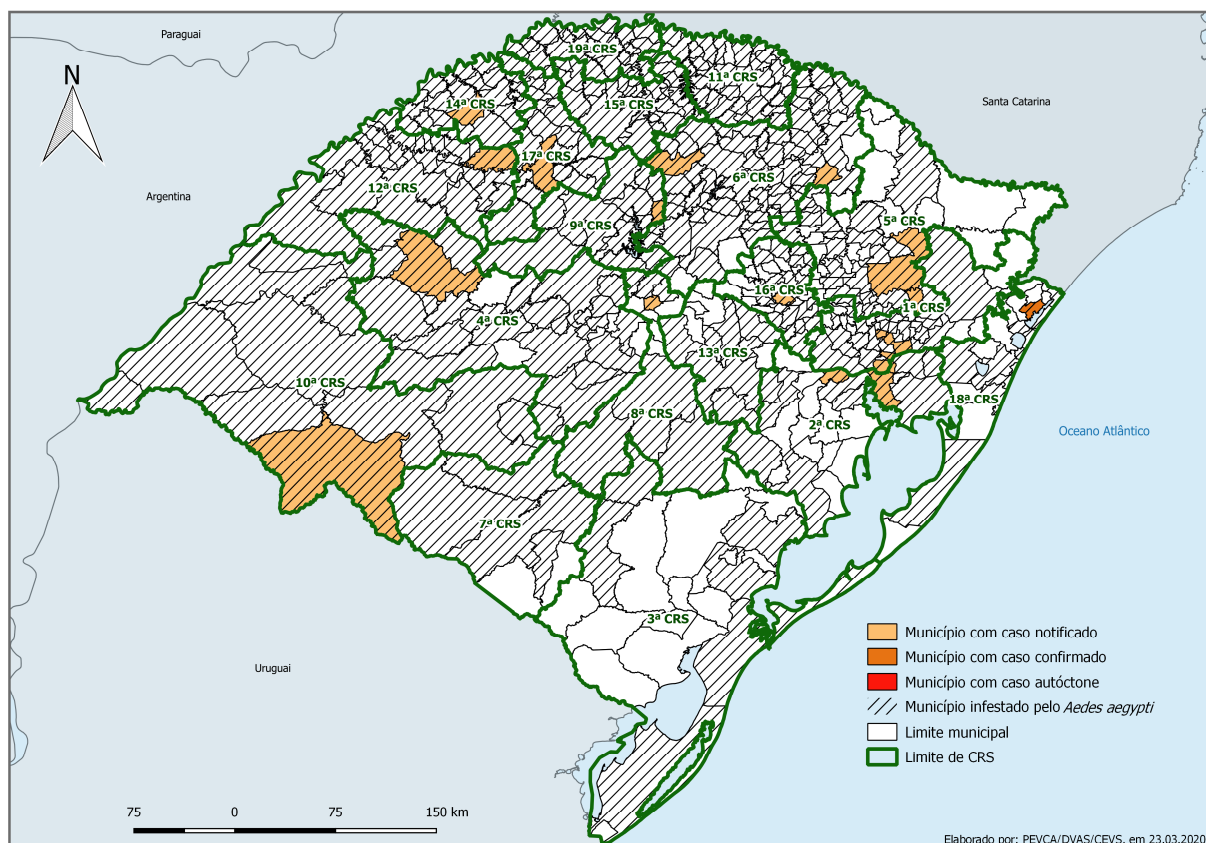 Paraguai
N
19ª CRS
11ª CRS
14ª CRS
15ª CRS
Santa Catarina
17ª CRS
12ª CRS
6ª CRS
Argentina
9ª CRS
5ª CRS
16ª CRS
1ª CRS
4ª CRS
13ª CRS
10ª CRS
18ª CRS
8ª CRS
2ª CRS
Oceano Atlântico
7ª CRS
3ª CRS
Uruguai
Município com caso notificado
Município com caso confirmado
Município com caso autóctone
Município infestado pelo Aedes aegypti
Limite municipal
Limite de CRS
75 0 75 150 km
Elaborado por: PEVCA/DVAS/CEVS, em 23.03.2020